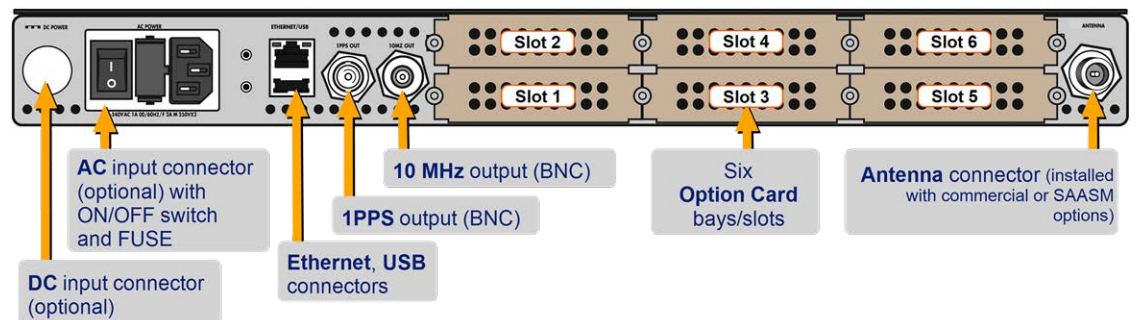 DC POWER
AC POWER
ETHERNET/USB
1PPS OUT
10MZ OUT
ANTENNA
Slot 2
Slot 4
Slot 6
Slot 1
Slot 3
Slot 5
240VAC 1A
AC input connector
(optional) with
ON/OFF switch
and FUSE
10 MHz output (BNC)
1PPS output (BNC)
Six
Option Card
bays/slots
Antenna connector (installed
with commercial or SAASM
options)
Ethernet, USB
connectors
DC input connector
(optional)